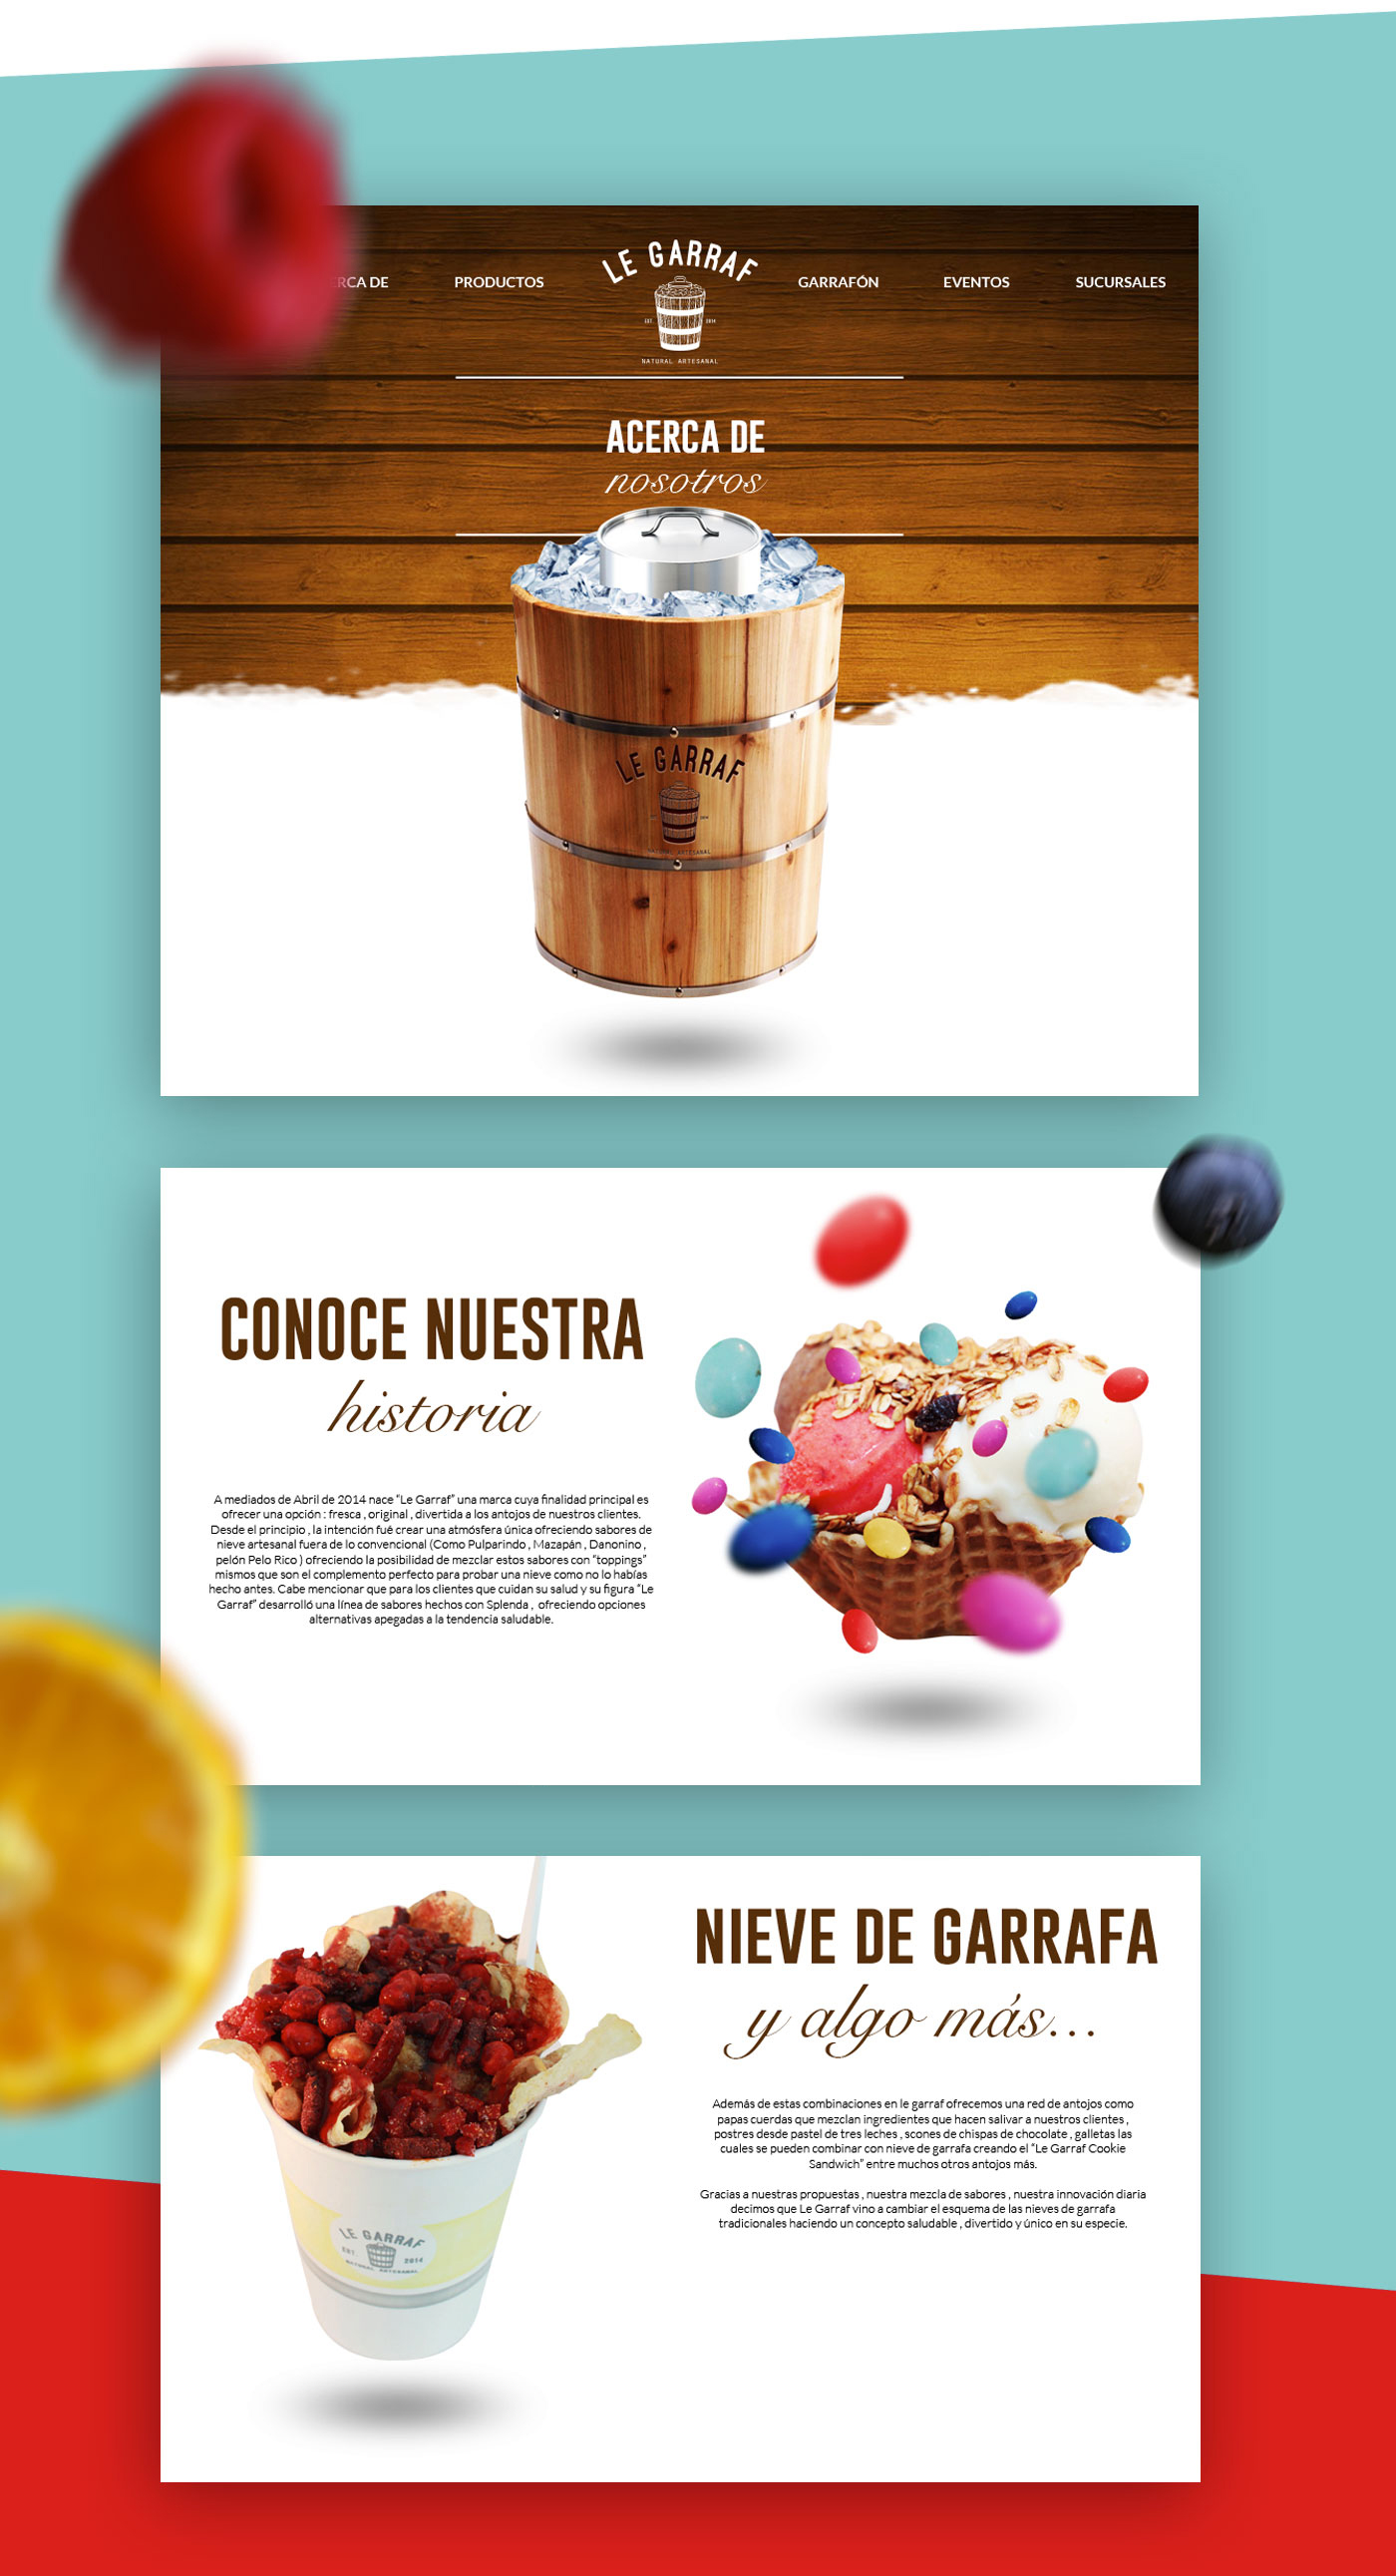 PRODUCTOS
LE GARRAF
EST. 2014
NATURAL ARTESANAL
GARRAFÓN
EVENTOS
SUCURSALES
ACERCA DE
nosotros
LE GARRAF
CONOCE NUESTRA
historia
A mediados de Abril de 2014 nace “Le Garraf” una marca cuya finalidad principal es
ofrecer una opción : fresca , original , divertida a los antojos de nuestros clientes.
Desde el principio , la intención fué crear una atmósfera única ofreciendo sabores de
nieve artesanal fuera de lo convencional (Como Pulparindo , Mazapán , Danonino ,
pelón Pelo Rico ) ofreciendo la posibilidad de mezclar estos sabores con “toppings”
mismos que son el complemento perfecto para probar una nieve como no lo habías
hecho antes. Cabe mencionar que para los clientes que cuidan su salud y su figura “Le
Garraf” desarrolló una línea de sabores hechos con Splenda , ofreciendo opciones
alternativas apegadas a la tendencia saludable.
NIEVE DE GARRAFA
y algo más...
Además de estas combinaciones en le garraf ofrecemos una red de antojos como
papas cuerdas que mezclan ingredientes que hacen salivar a nuestros clientes ,
postres desde pastel de tres leches , scones de chispas de chocolate , galletas las
cuales se pueden combinar con nieve de garrafa creando el “Le Garraf Cookie
Sandwich” entre muchos otros antojos más.
Gracias a nuestras propuestas , nuestra mezcla de sabores , nuestra innovación diaria
decimos que Le Garraf vino a cambiar el esquema de las nieves de garrafa
tradicionales haciendo un concepto saludable , divertido y único en su especie.
LE GARRAF
EST. 2014
NATURAL ARTESANAL